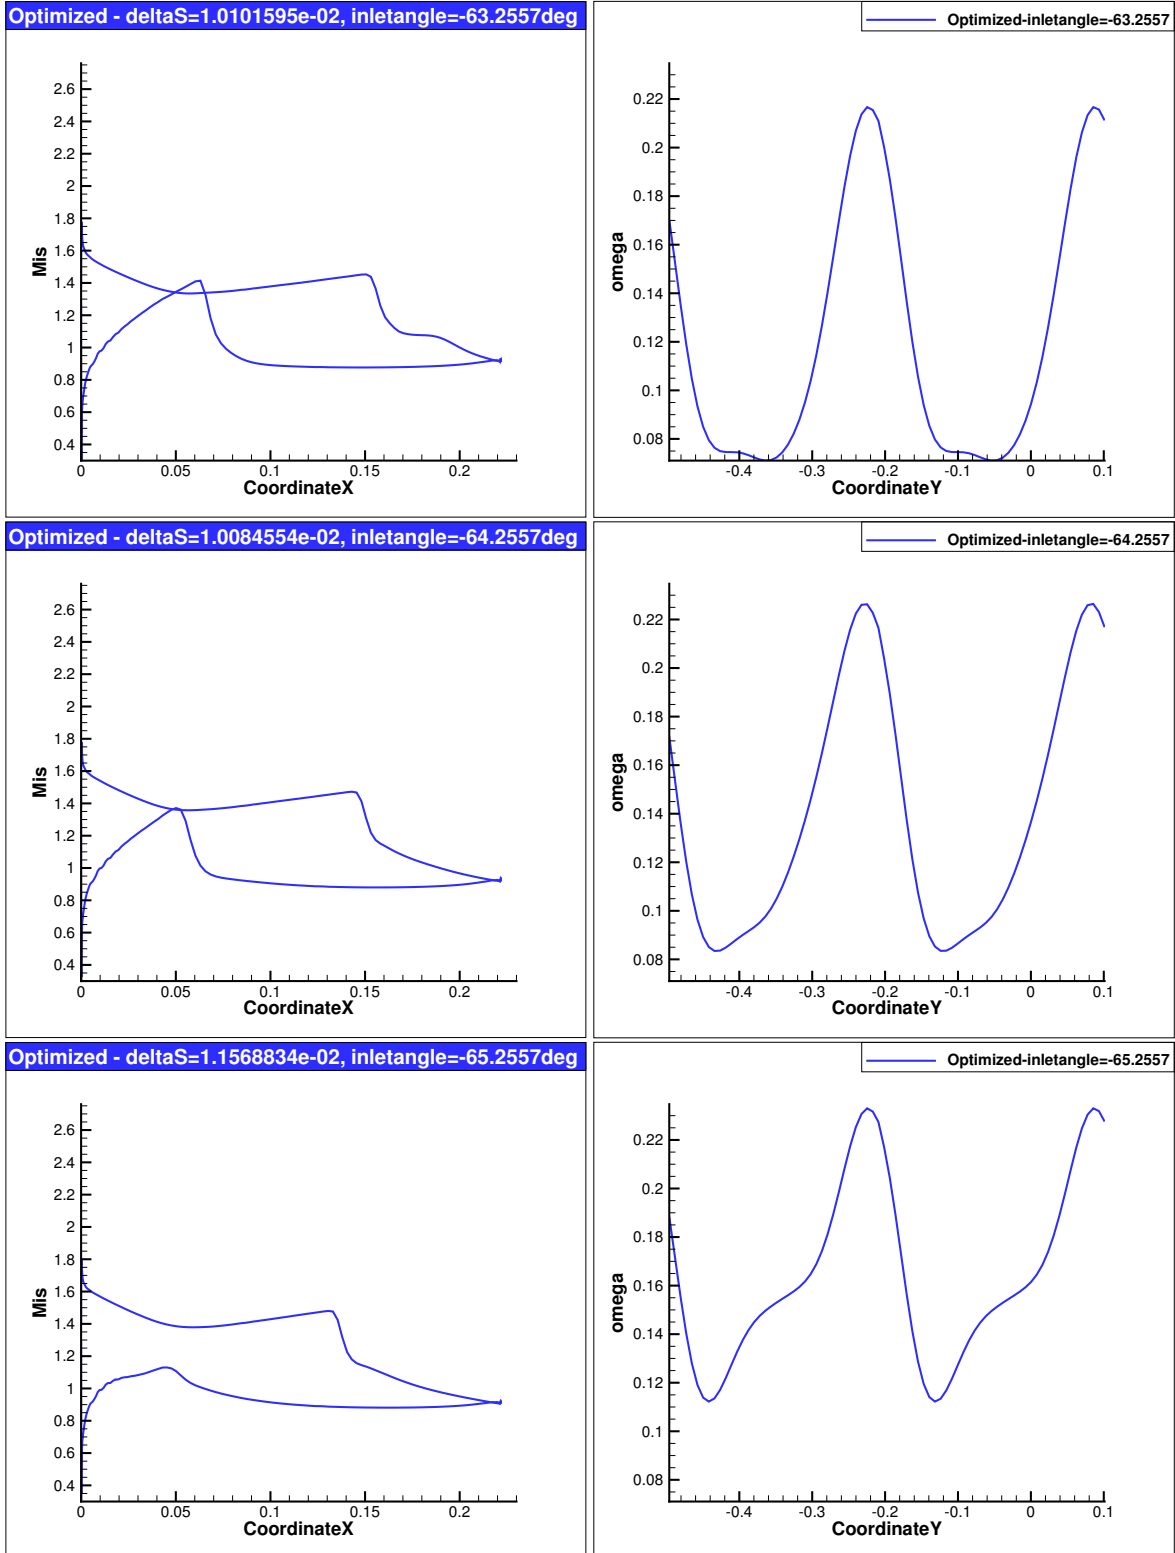 Optimized - deltaS=1.0101595e-02, inletangle=-63.2557deg
Mis
2.6
2.4
2.2
2
1.8
1.6
1.4
1.2
1
0.8
0.6
0.4
0 0.05 0.1 0.15 0.2
CoordinateX
Optimized-inletangle=-63.2557
omega
0.22
0.2
0.18
0.16
0.14
0.12
0.1
0.08
-0.4 -0.3 -0.2 -0.1 0 0.1
CoordinateY
Optimized - deltaS=1.0084554e-02, inletangle=-64.2557deg
Mis
2.6
2.4
2.2
2
1.8
1.6
1.4
1.2
1
0.8
0.6
0.4
0 0.05 0.1 0.15 0.2
CoordinateX
Optimized-inletangle=-64.2557
omega
0.22
0.2
0.18
0.16
0.14
0.12
0.1
0.08
-0.4 -0.3 -0.2 -0.1 0 0.1
CoordinateY
Optimized - deltaS=1.1568834e-02, inletangle=-65.2557deg
Mis
2.6
2.4
2.2
2
1.8
1.6
1.4
1.2
1
0.8
0.6
0.4
0 0.05 0.1 0.15 0.2
CoordinateX
Optimized-inletangle=-65.2557
omega
0.22
0.2
0.18
0.16
0.14
0.12
0.1
0.08
-0.4 -0.3 -0.2 -0.1 0 0.1
CoordinateY